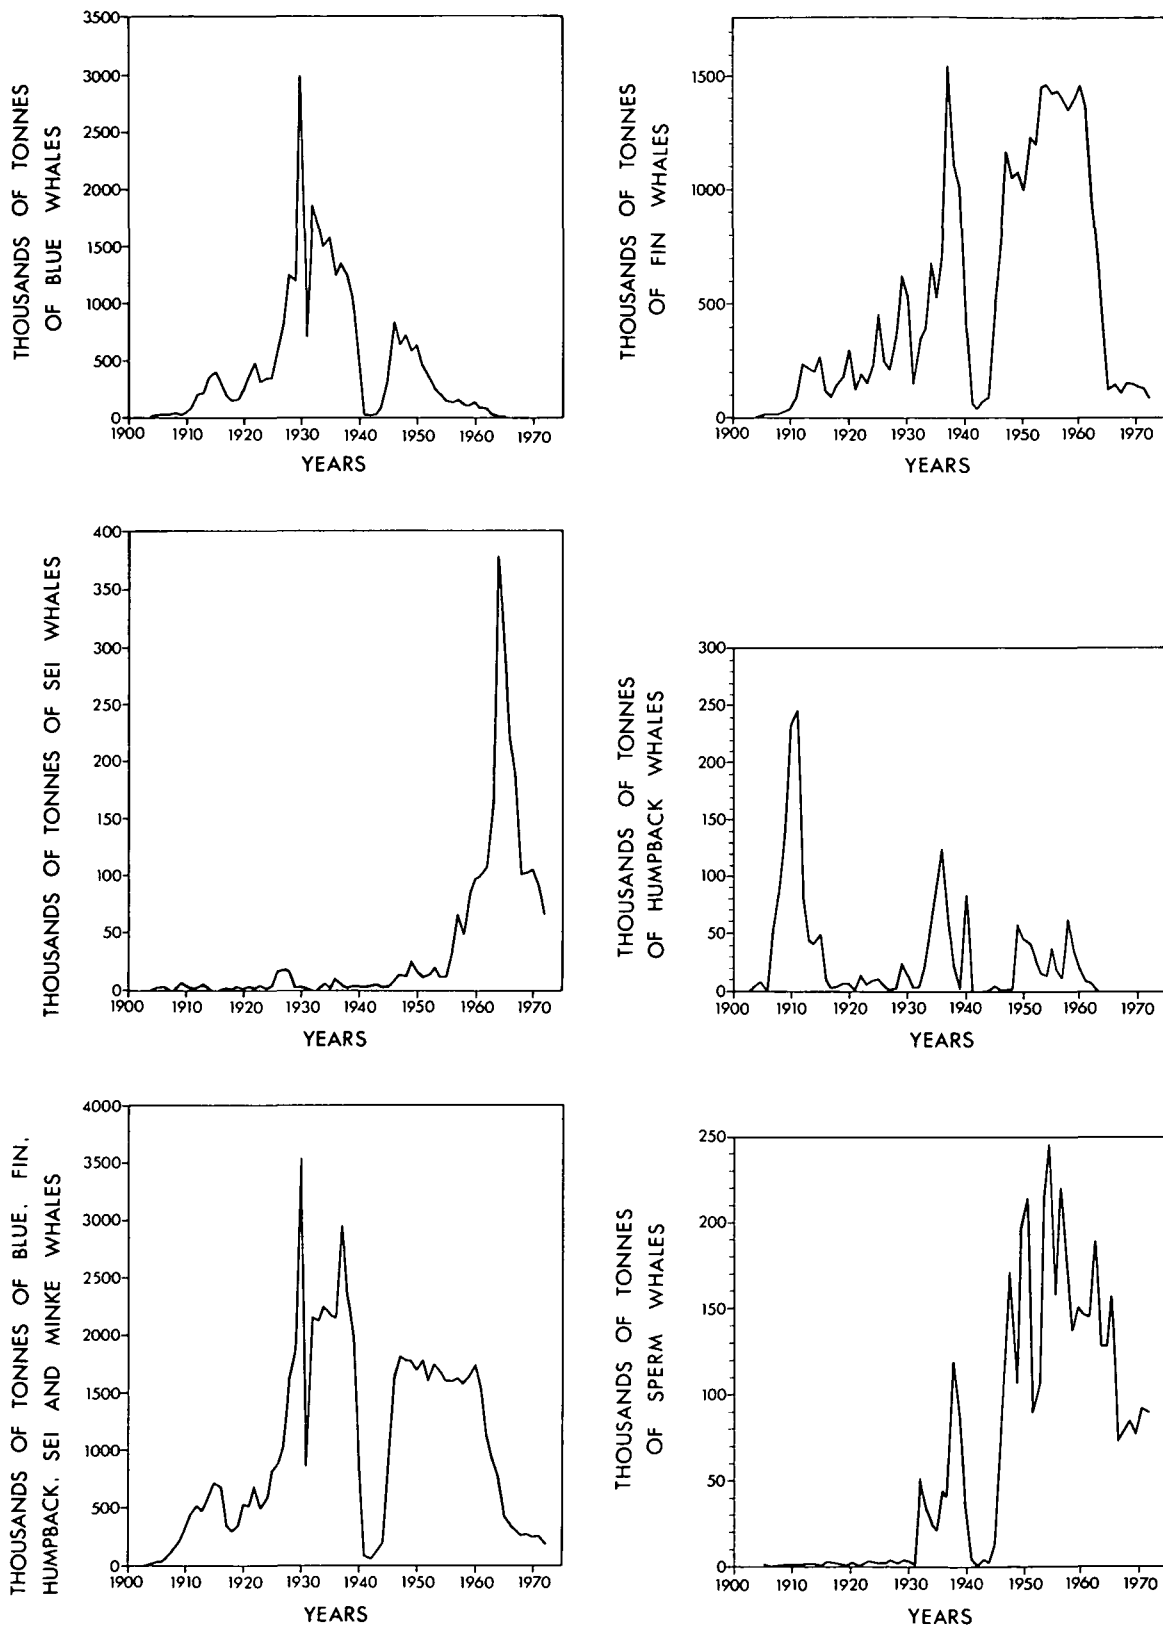 THOUSANDS OF TONNES
OF BLUE WHALES
3500
3000
2500
2000
1500
1000
500
0
1900 1910 1920 1930 1940 1950 1960 1970
YEARS
THOUSANDS OF TONNES
OF FIN WHALES
1500
1000
500
0
1900 1910 1920 1930 1940 1950 1960 1970
YEARS
THOUSANDS OF TONNES OF SEI WHALES
400
350
300
250
200
150
100
50
0
1900 1910 1920 1930 1940 1950 1960 1970
YEARS
THOUSANDS OF TONNES
OF HUMPBACK WHALES
300
250
200
150
100
50
0
1900 1910 1920 1930 1940 1950 1960 1970
YEARS
THOUSANDS OF TONNES OF BLUE, FIN,
HUMPBACK, SEI AND MINKE WHALES
4000
3500
3000
2500
2000
1500
1000
500
0
1900 1910 1920 1930 1940 1950 1960 1970
YEARS
THOUSANDS OF TONNES
OF SPERM WHALES
250
200
150
100
50
0
1900 1910 1920 1930 1940 1950 1960 1970
YEARS